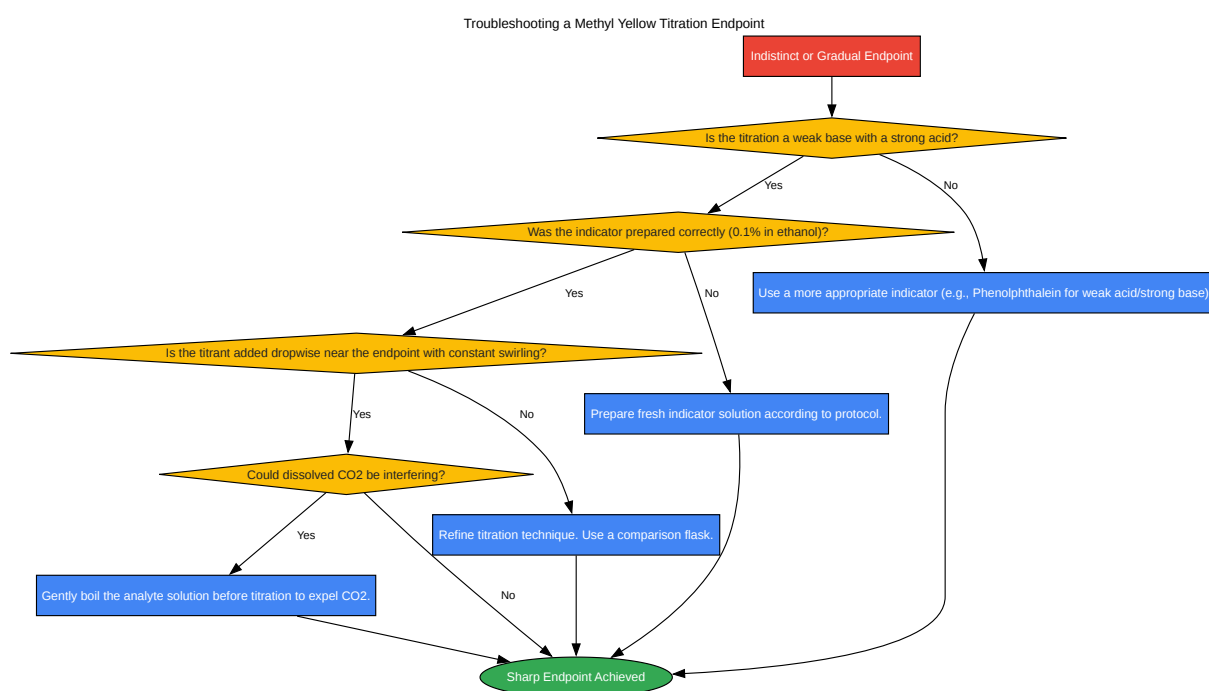 Troubleshooting a Methyl Yellow Titration Endpoint
Indistinct or Gradual Endpoint
Is the titration a weak base with a strong acid?
Yes
No
Was the indicator prepared correctly (0.1% in ethanol)?
Yes
No
Use a more appropriate indicator (e.g., Phenolphthalein for weak acid/strong base)
Is the titrant added dropwise near the endpoint with constant swirling?
Yes
No
Prepare fresh indicator solution according to protocol.
Could dissolved CO2 be interfering?
Yes
No
Refine titration technique. Use a comparison flask.
Gently boil the analyte solution before titration to expel CO2.
Sharp Endpoint Achieved